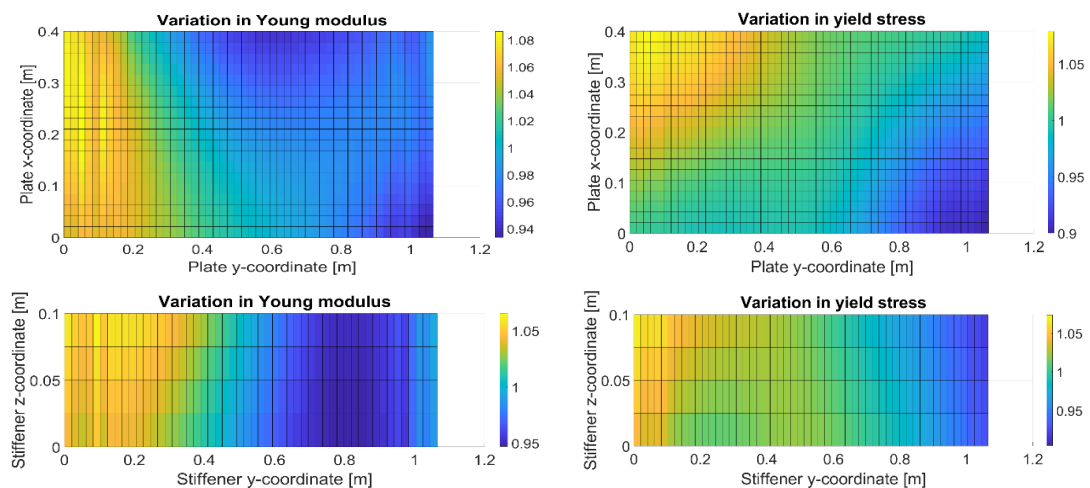 Variation in Young modulus
0.4
0.3
0.2
0.1
0
Plate x-coordinate [m]
0 0.2 0.4 0.6 0.8 1 1.2
Plate y-coordinate [m]
1.08
1.06
1.04
1.02
1
0.98
0.96
0.94
Variation in yield stress
0.4
0.3
0.2
0.1
0
Plate x-coordinate [m]
0 0.2 0.4 0.6 0.8 1 1.2
Plate y-coordinate [m]
1.05
1
0.95
0.9
Variation in Young modulus
0.1
0.05
0
Stiffener z-coordinate [m]
0 0.2 0.4 0.6 0.8 1 1.2
Stiffener y-coordinate [m]
1.05
1
0.95
Variation in yield stress
0.1
0.05
0
Stiffener z-coordinate [m]
0 0.2 0.4 0.6 0.8 1 1.2
Stiffener y-coordinate [m]
1.05
1
0.95